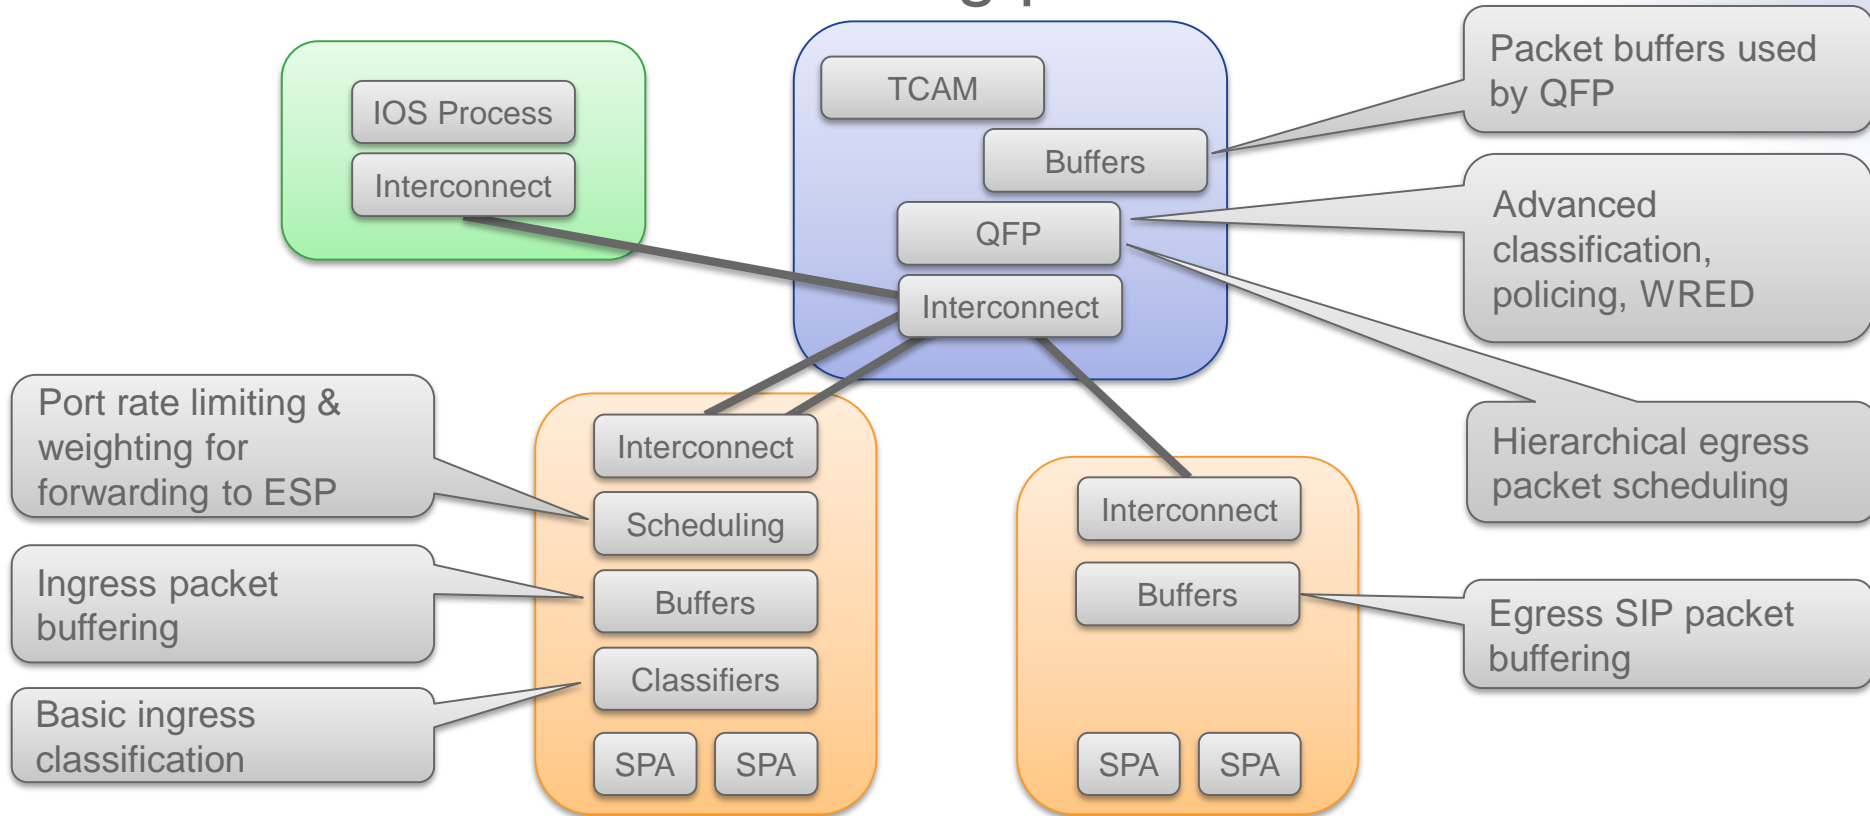 IOS Process
Interconnect
TCAM
Buffers
QFP
Interconnect
Packet buffers used
by QFP
Advanced
classification,
policing, WRED
Hierarchical egress
packet scheduling
Port rate limiting &
weighting for
forwarding to ESP
Ingress packet
buffering
Basic ingress
classification
Interconnect
Scheduling
Buffers
Classifiers
SPA SPA
Interconnect
Buffers
SPA SPA
Egress SIP packet
buffering